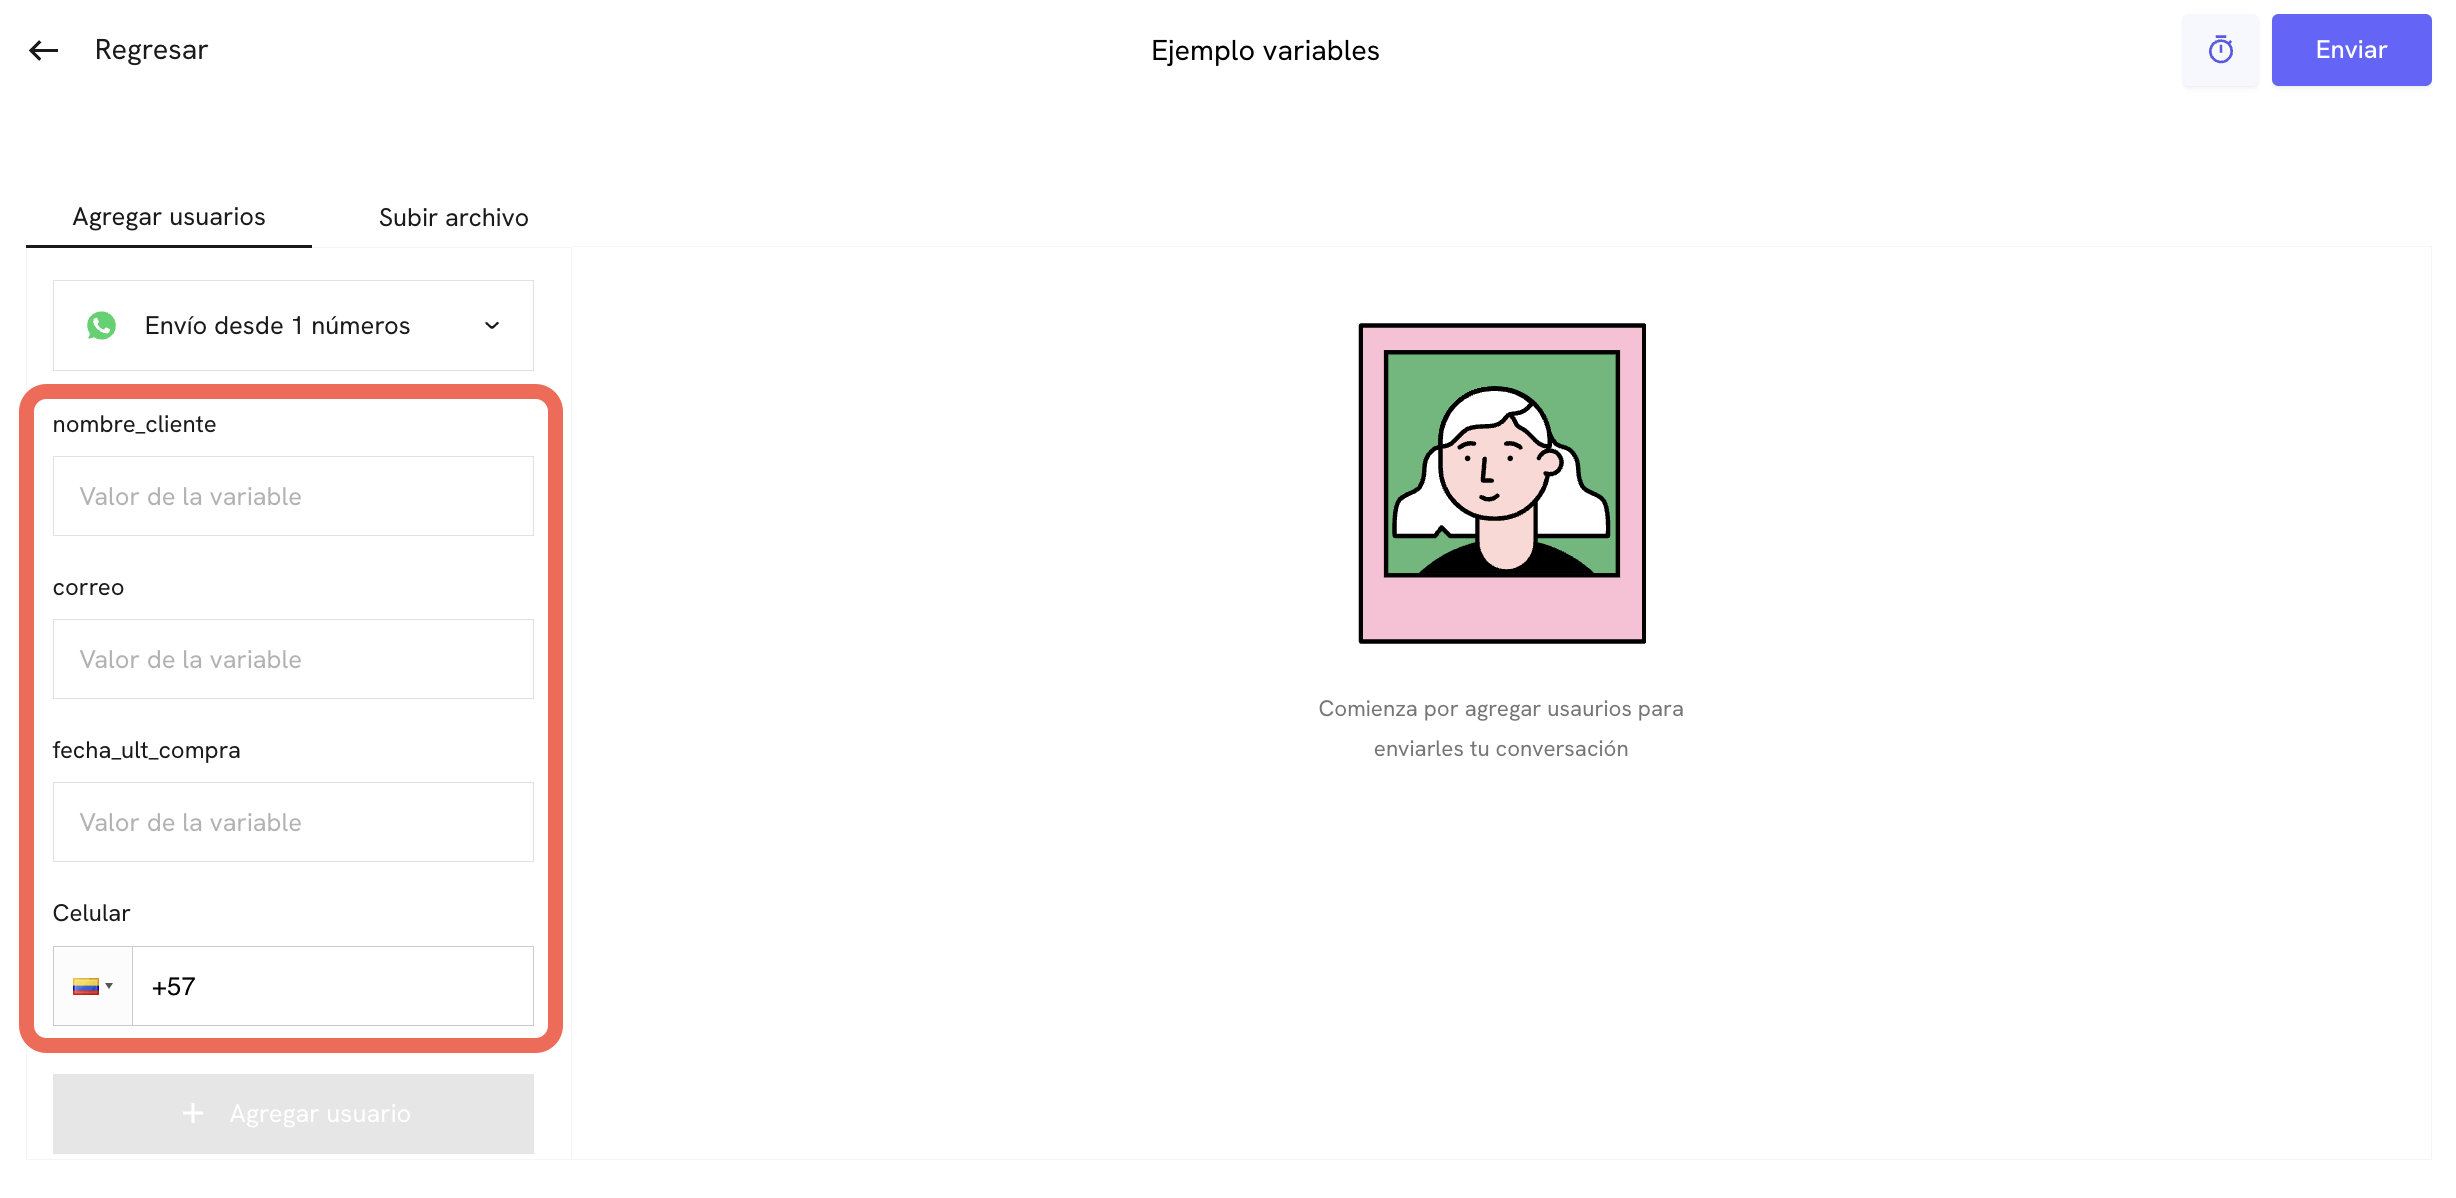 Regresar
Ejemplo variables
Enviar
Agregar usuarios
Subir archivo
Envío desde 1 números
nombre_cliente
Valor de la variable
correo
Valor de la variable
fecha_ult_compra
Valor de la variable
Celular
+57
+ Agregar usuario
Comienza por agregar usaurios para
enviarles tu conversación